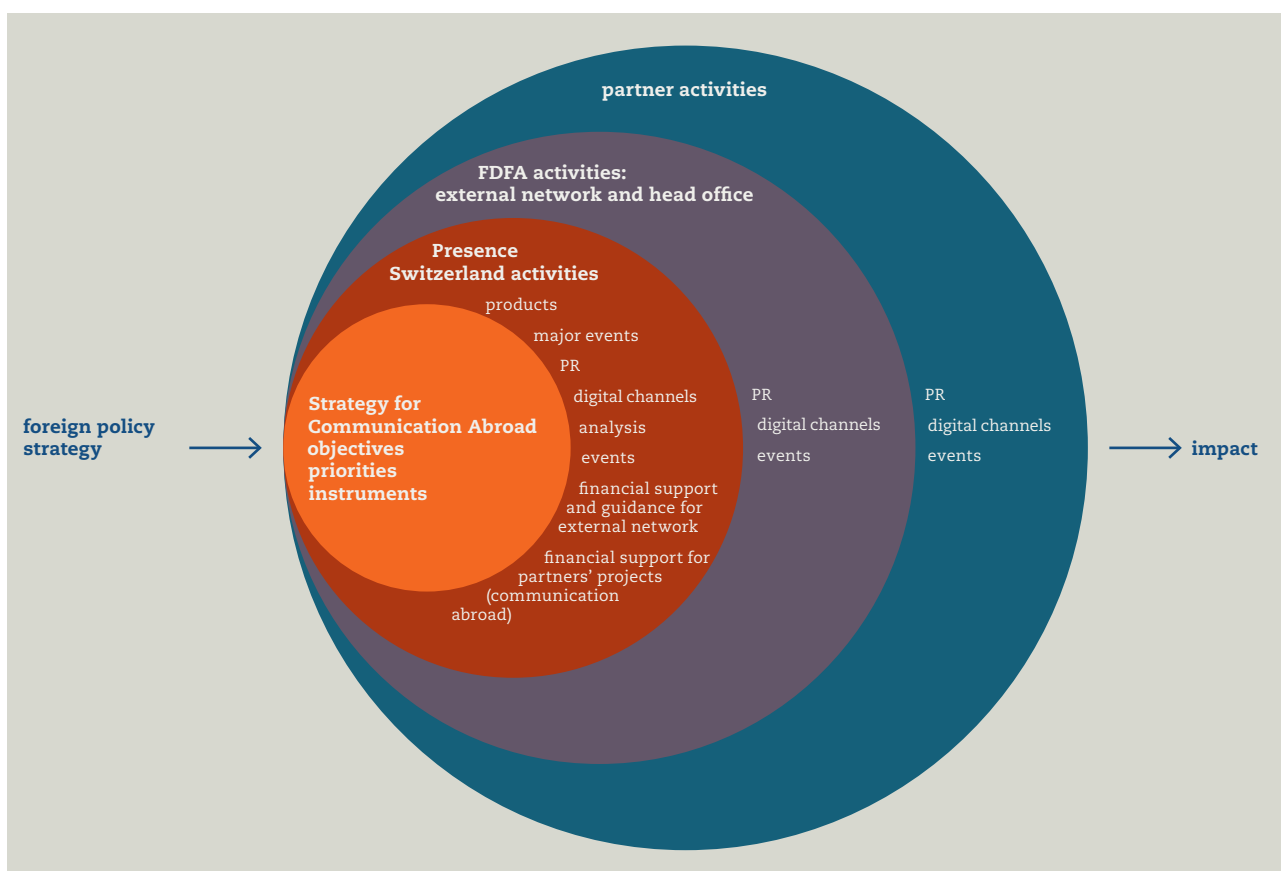 partner activities
FDFA activities:
external network and head office
Presence
Switzerland activities
products
major events
PR
digital channels
analysis
events
financial support
and guidance for
external network
financial support for
partners’ projects
(communication
abroad)
Strategy for
Communication Abroad
objectives
priorities
instruments
foreign policy
strategy
PR
digital channels
events
PR
digital channels
events
impact